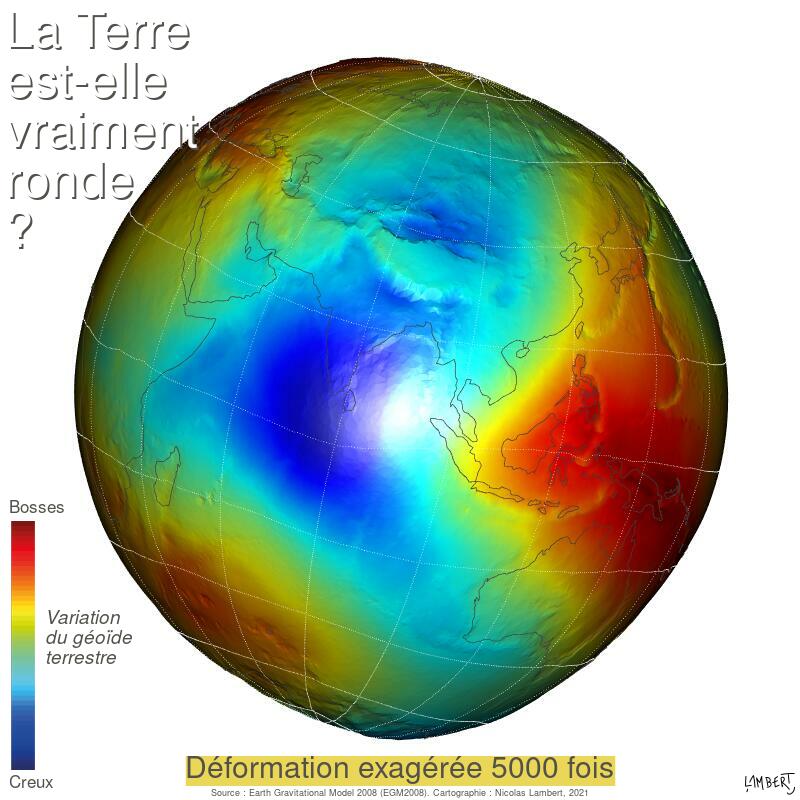 La Terre
est-elle
vraiment
ronde
?
Bosses
Variation
du géoïde
terrestre
Creux
Déformation exagérée 5000 fois
Source : Earth Gravitational Model 2008 (EGM2008). Cartographie : Nicolas Lambert, 2021
LAMBERT